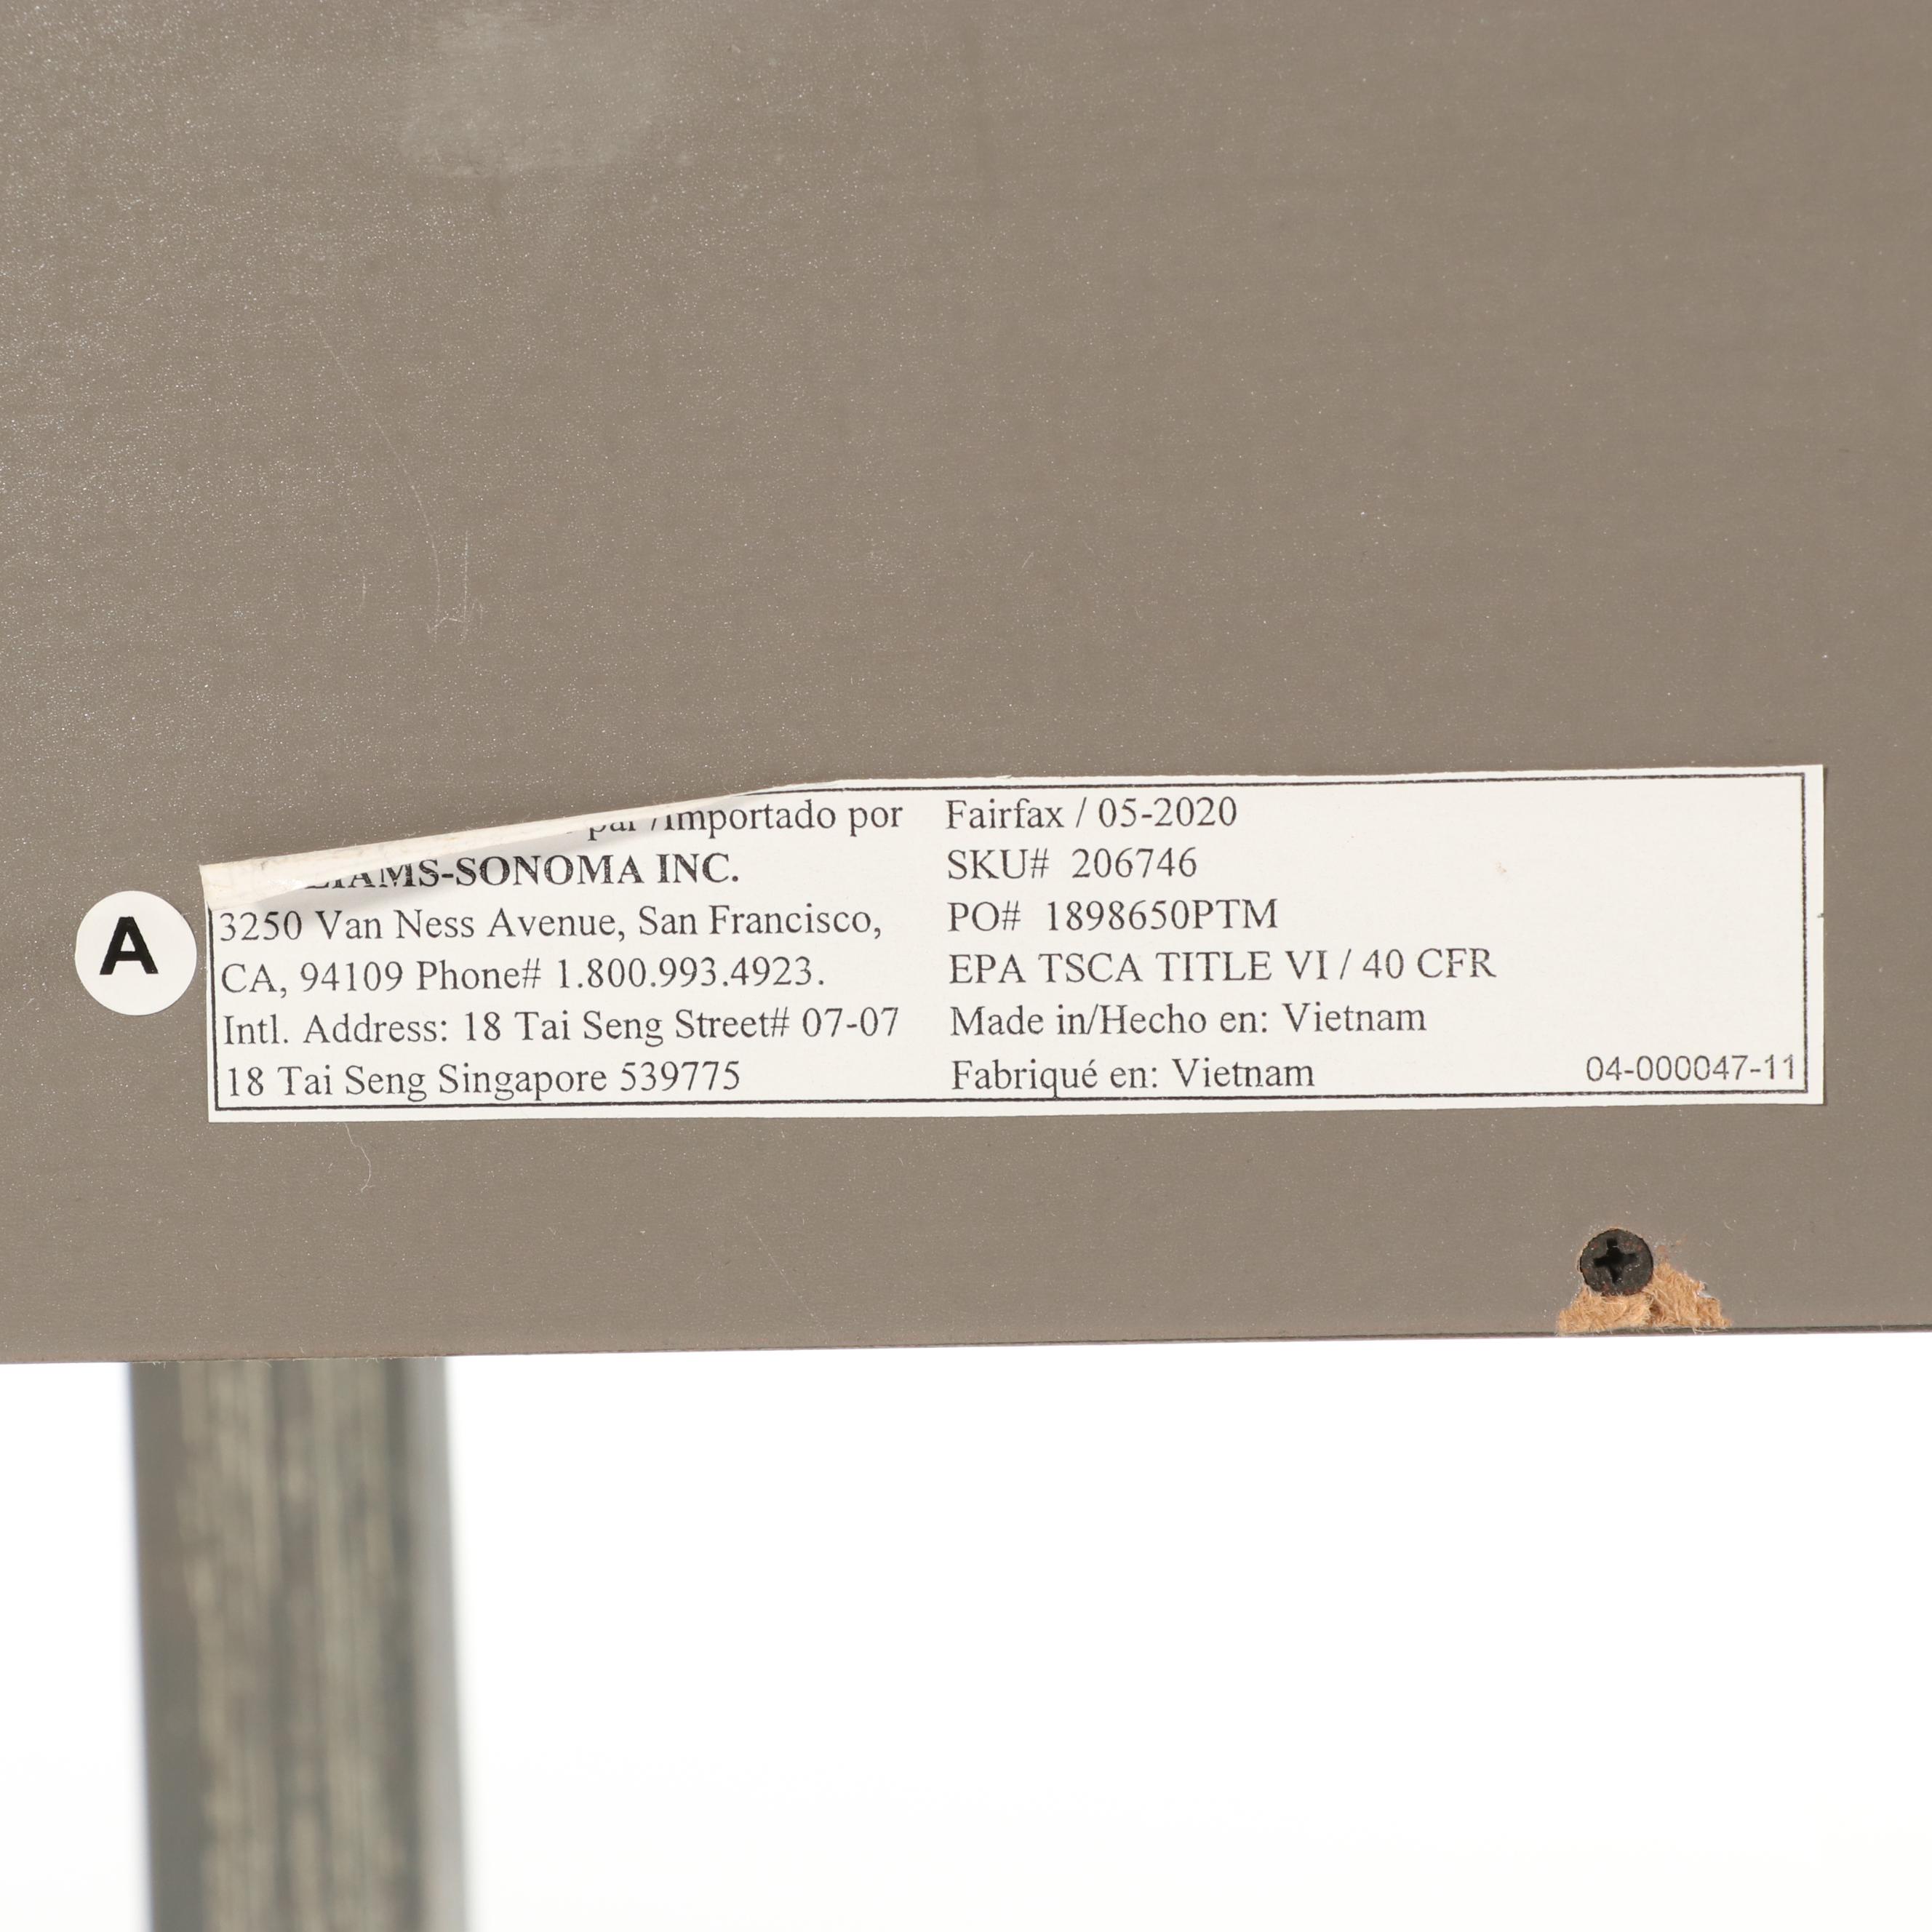 A
par /Importado por
LIAMS-SONOMA INC.
3250 Van Ness Avenue, San Francisco,
CA, 94109 Phone# 1.800.993.4923.
Intl. Address: 18 Tai Seng Street# 07-07
18 Tai Seng Singapore 539775
Fairfax / 05-2020
SKU# 206746
PO# 1898650PTM
EPA TSCA TITLE VI / 40 CFR
Made in/Hecho en: Vietnam
Fabriqué en: Vietnam
04-000047-11